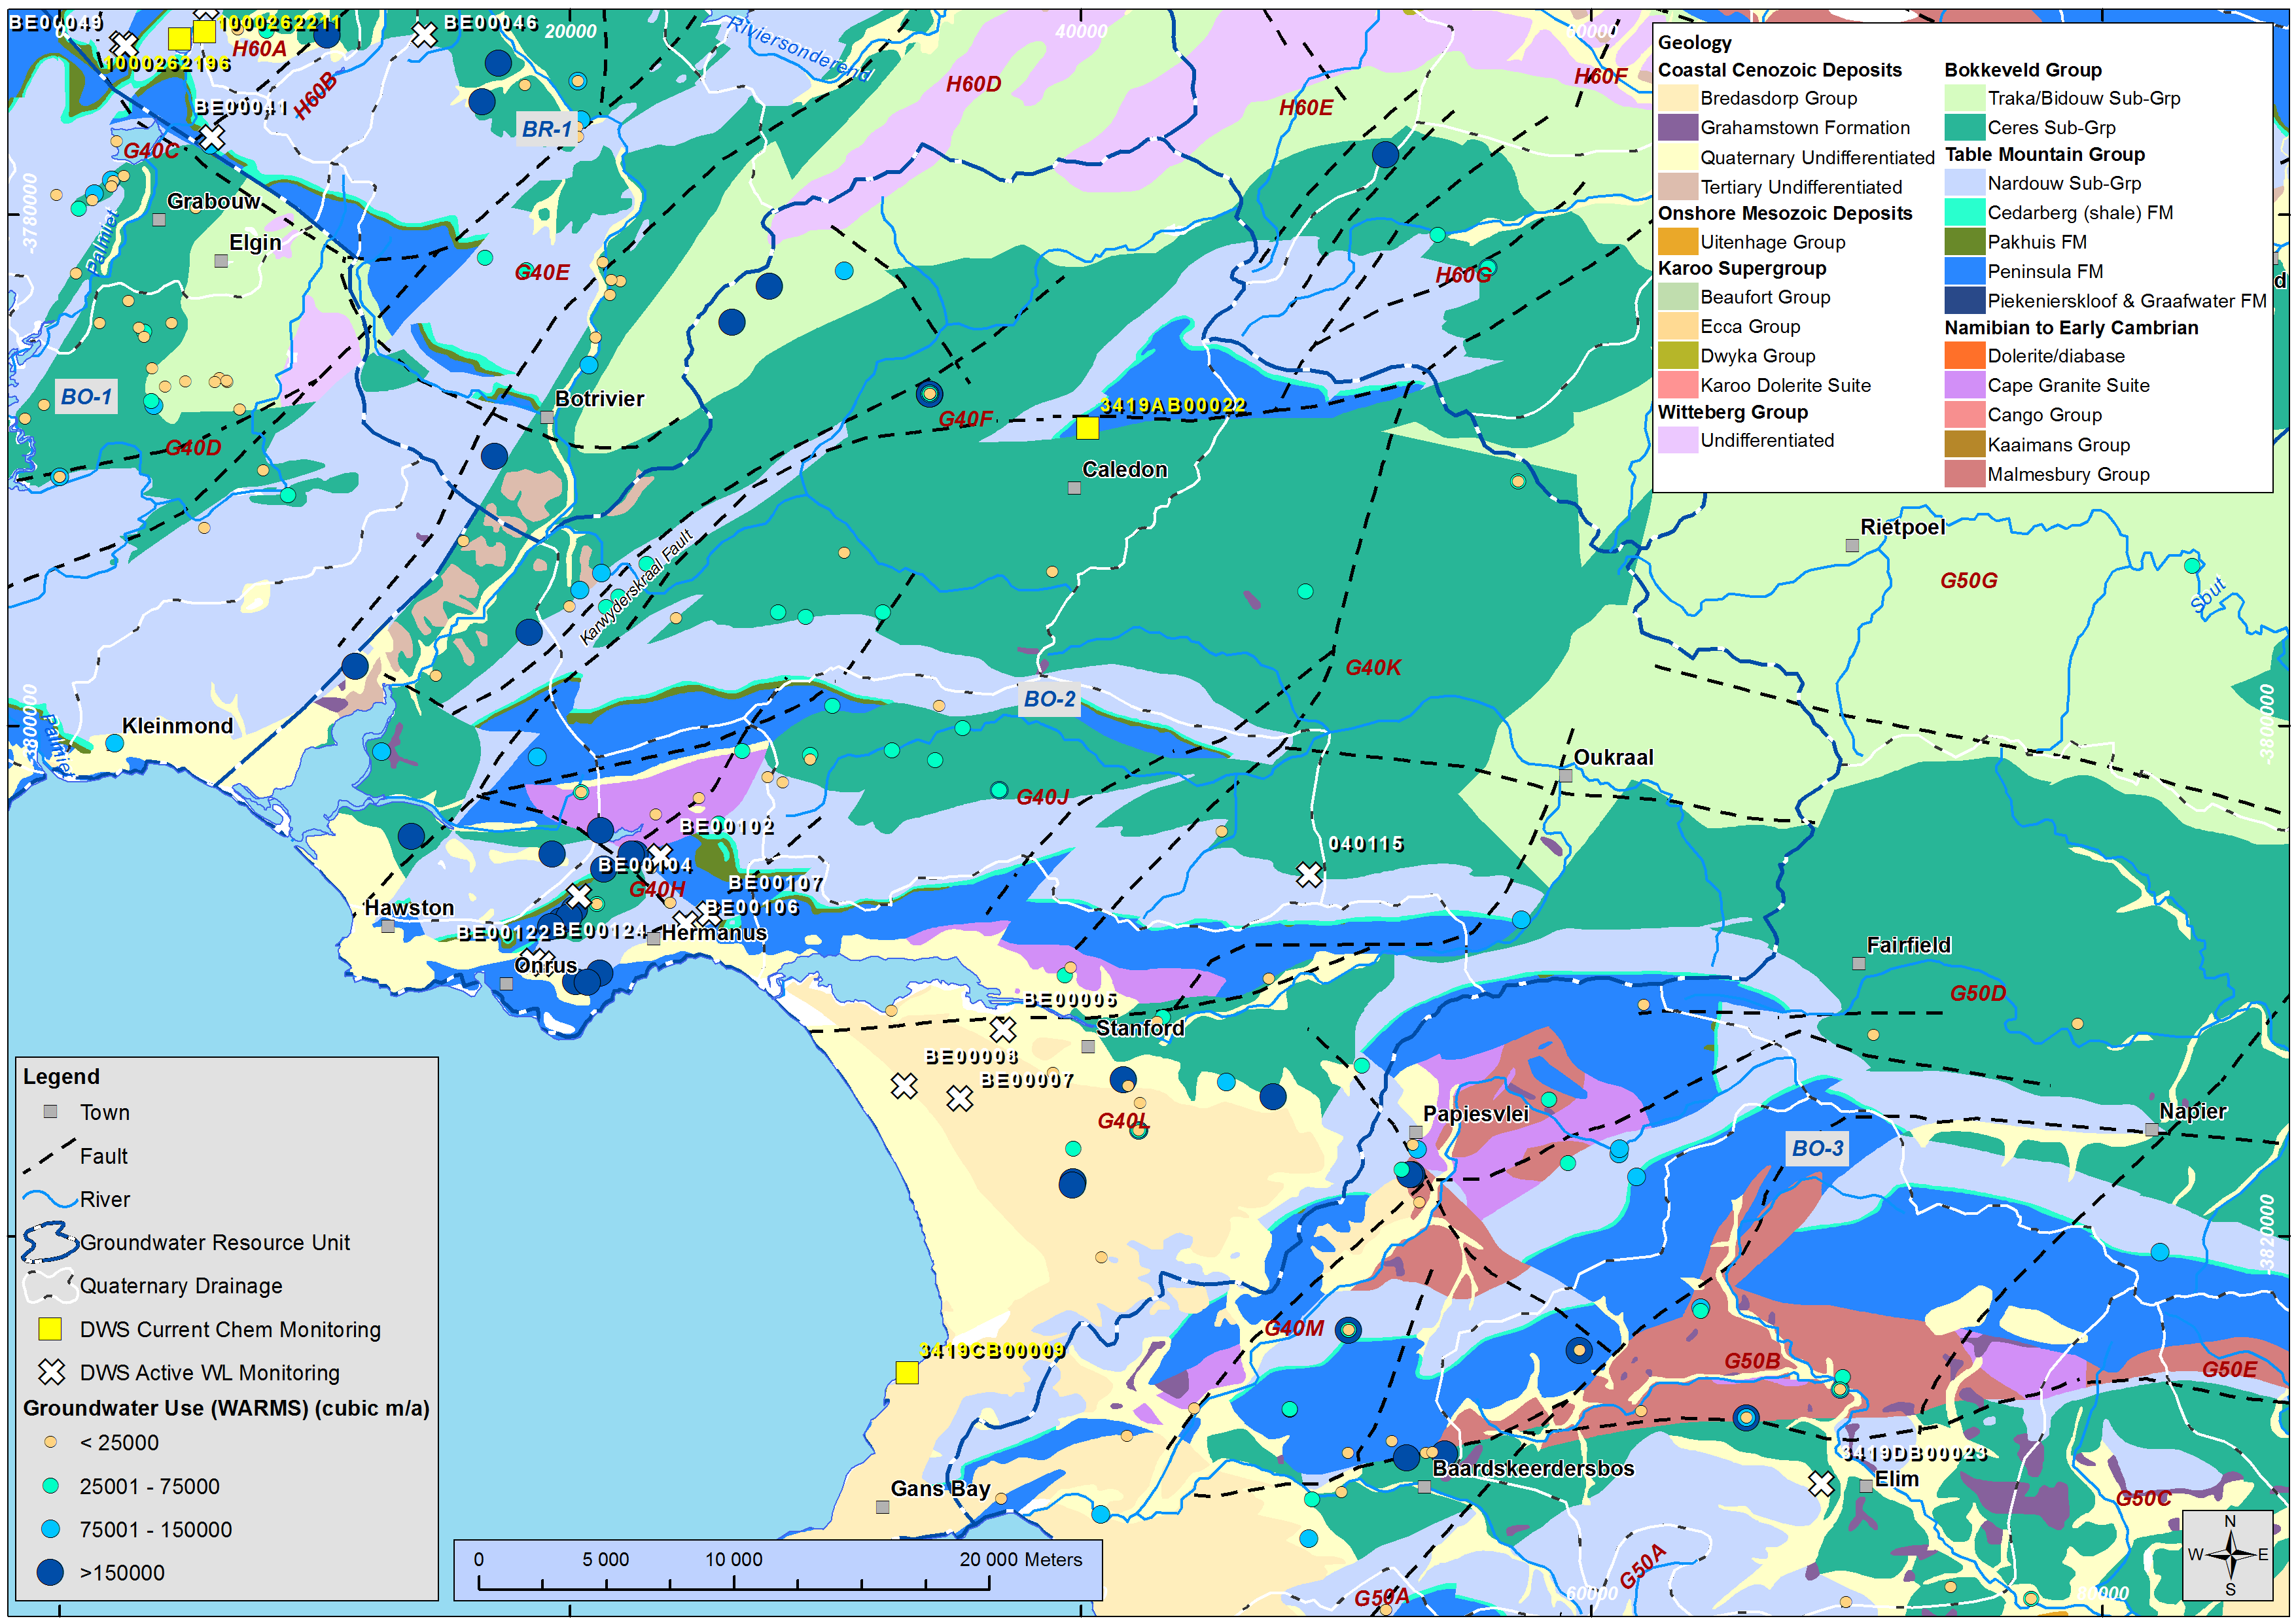 BE00049
1000262211
BE00046
20000
40000
H60A
1000262196
H60B
BE00041
Riviersonderend
H60D
H60E
H60F
BR-1
G40C
-3780000
Grabouw
Palmiet
Elgin
G40E
H60G
BO-1
Botrivier
G40D
G40F
3419AB00022
Caledon
Karwyderskraal Fault
Rietpoel
G50G
Sout
G40K
BO-2
-3800000
-3800000
Kleinmond
Palmiet
Oukraal
G40J
BE00102
040115
BE00104
G40H
BE00107
BE00106
Hawston
BE00122
BE00124
Hermanus
Onrus
Fairfield
G50D
BE00005
Stanford
BE00008
BE00007
G40L
Papiesvlei
Napier
BO-3
-3820000
G40M
3419CB00009
G50B
G50E
Gans Bay
Baardskeerdersbos
3419DB00023
Elim
G50C
G50A
G50A
60000
Geology
Coastal Cenozoic Deposits
Bredasdorp Group
Grahamstown Formation
Quaternary Undifferentiated
Tertiary Undifferentiated
Onshore Mesozoic Deposits
Uitenhage Group
Karoo Supergroup
Beaufort Group
Ecca Group
Dwyka Group
Karoo Dolerite Suite
Witteberg Group
Undifferentiated
Bokkeveld Group
Traka/Bidouw Sub-Grp
Ceres Sub-Grp
Table Mountain Group
Nardouw Sub-Grp
Cedarberg (shale) FM
Pakhuis FM
Peninsula FM
Piekenierskloof & Graafwater FM
Namibian to Early Cambrian
Dolerite/diabase
Cape Granite Suite
Cango Group
Kaaimans Group
Malmesbury Group
Legend
Town
Fault
River
Groundwater Resource Unit
Quaternary Drainage
DWS Current Chem Monitoring
DWS Active WL Monitoring
Groundwater Use (WARMS) (cubic m/a)
< 25000
25001 - 75000
75001 - 150000
>150000
0 5 000 10 000 20 000 Meters
N
W E
S